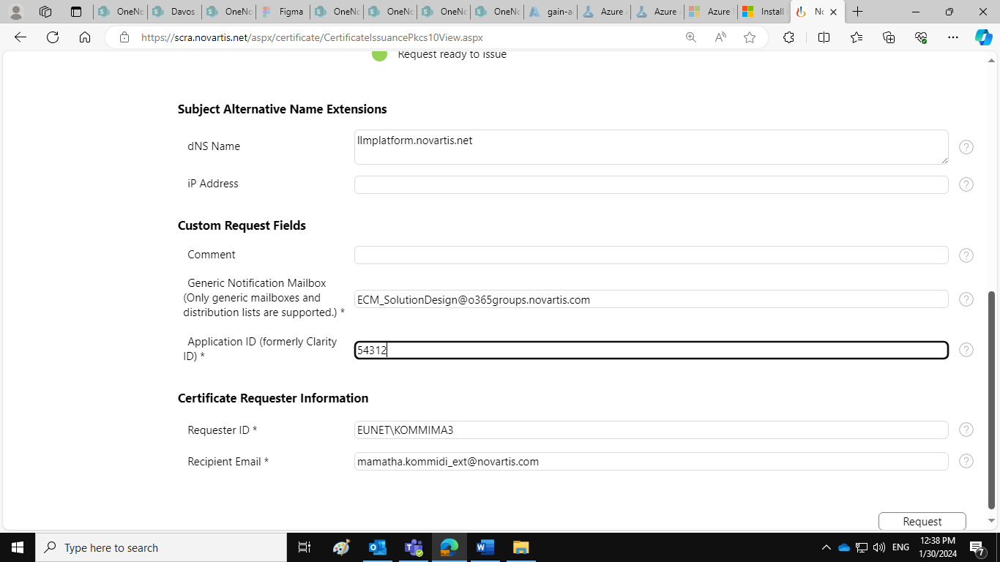 OneNo
Davos
OneNo
Figma
OneNo
OneNo
OneNo
OneNo
gain-a
Azure
Azure
Azure
Install
No
https://scra.novartis.net/aspx/certificate/CertificateIssuancePkcs10View.aspx
Request ready to issue
Subject Alternative Name Extensions
dNS Name
llmplatform.novartis.net
?
iP Address
?
Custom Request Fields
Comment
?
Generic Notification Mailbox
(Only generic mailboxes and
distribution lists are supported.) *
ECM_SolutionDesign@o365groups.novartis.com
?
Application ID (formerly Clarity
ID) *
54312
?
Certificate Requester Information
Requester ID *
EUNET\KOMMIMA3
?
Recipient Email *
mamatha.kommidi_ext@novartis.com
?
Request
Type here to search
ENG
12:38 PM
1/30/2024
7